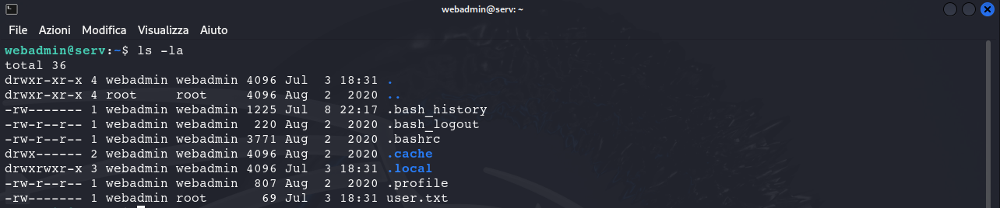 webadmin@serv: ~
File Azioni Modifica Visualizza Aiuto
webadmin@serv:~$ ls -la
total 36
drwxr-xr-x 4 webadmin webadmin 4096 Jul  3 18:31 .
drwxr-xr-x 4 root     root     4096 Aug  2  2020 ..
-rw------- 1 webadmin webadmin 1225 Jul  8 22:17 .bash_history
-rw-r--r-- 1 webadmin webadmin  220 Aug  2  2020 .bash_logout
-rw-r--r-- 1 webadmin webadmin 3771 Aug  2  2020 .bashrc
drwx------ 2 webadmin webadmin 4096 Aug  2  2020 .cache
drwxrwxr-x 3 webadmin webadmin 4096 Jul  3 18:31 .local
-rw-r--r-- 1 webadmin webadmin  807 Aug  2  2020 .profile
-rw------- 1 webadmin root       69 Jul  3 18:31 user.txt